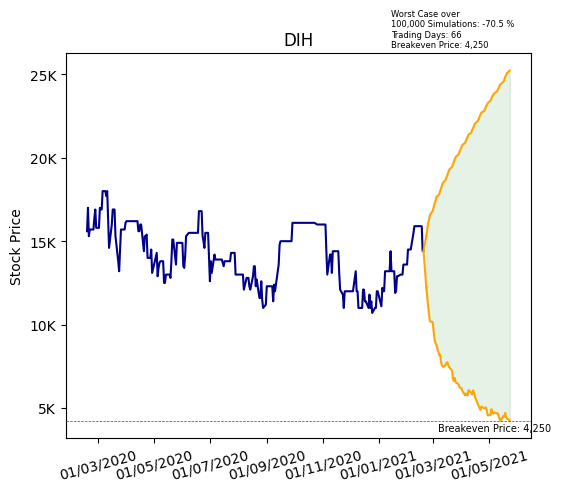 Worst Case over
100,000 Simulations: -70.5 %
Trading Days: 66
Breakeven Price: 4,250
DIH
Stock Price
25K
20K
15K
10K
5K
Breakeven Price: 4,250
01/03/2020
01/05/2020
01/07/2020
01/09/2020
01/11/2020
01/01/2021
01/03/2021
01/05/2021